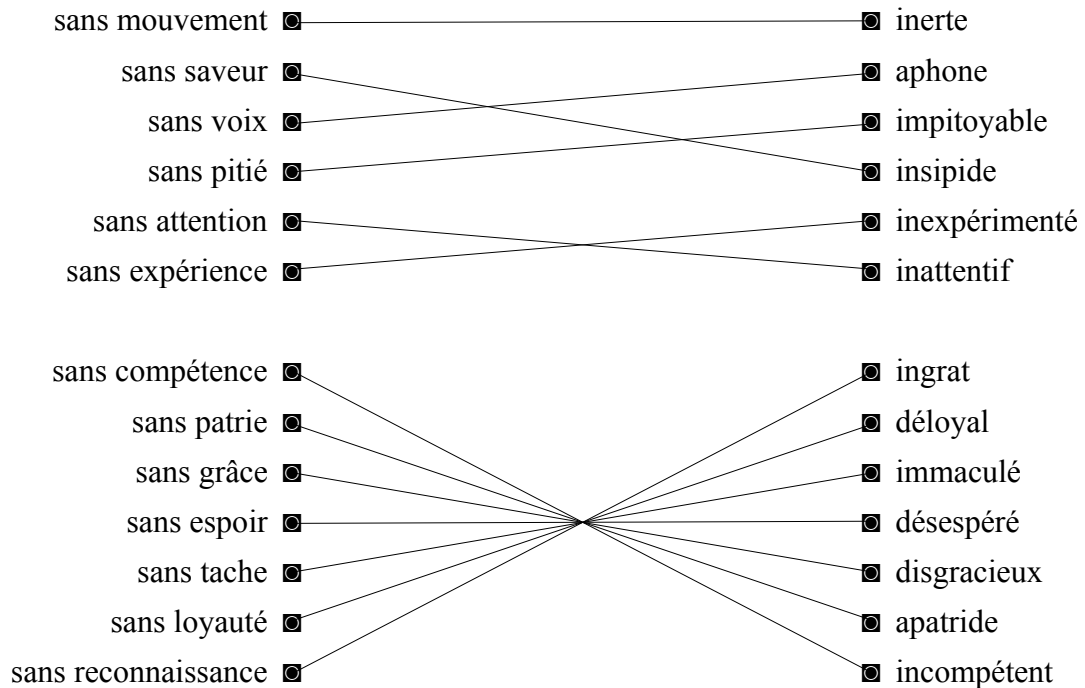 sans mouvement inerte
sans saveur aphone
sans voix impitoyable
sans pitié insipide
sans attention inexpérimenté
sans expérience inattentif
sans compétence ingrat
sans patrie déloyal
sans grâce immaculé
sans espoir désespéré
sans tache disgracieux
sans loyauté apatride
sans reconnaissance incompétent